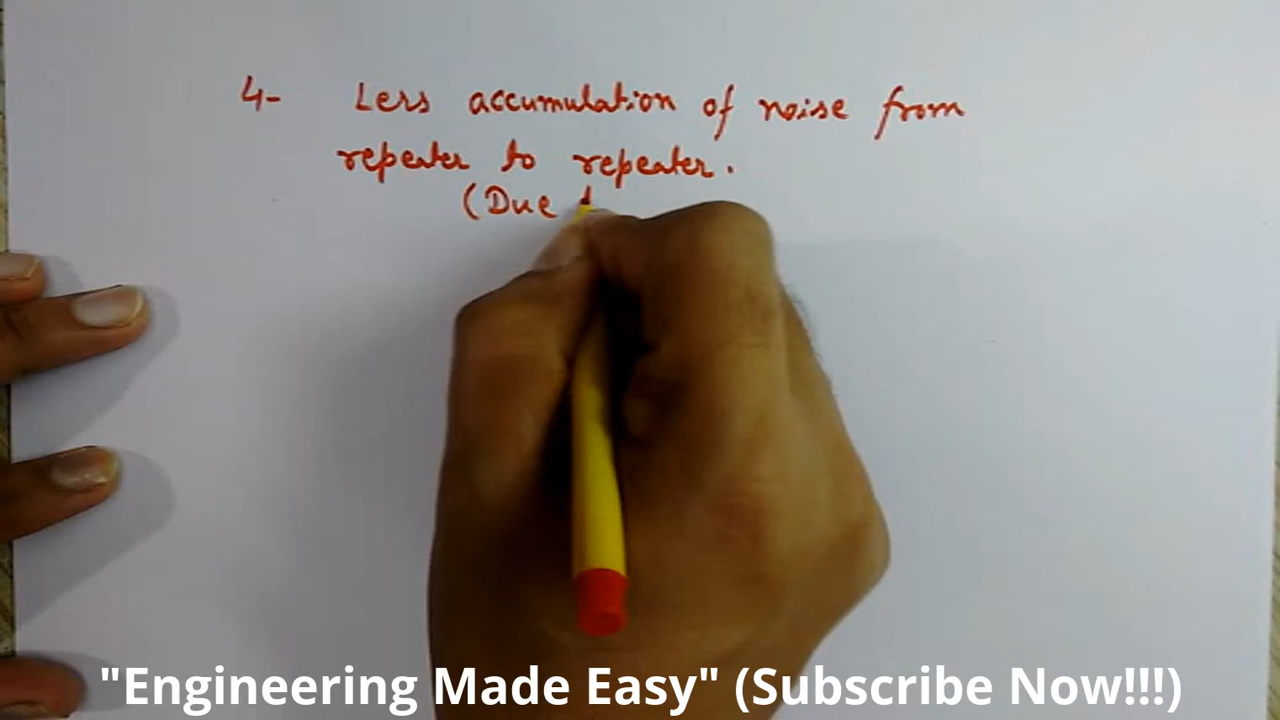 4- Less accumulation of noise from
repeater to repeater.
(Due
"Engineering Made Easy" (Subscribe Now!!!)